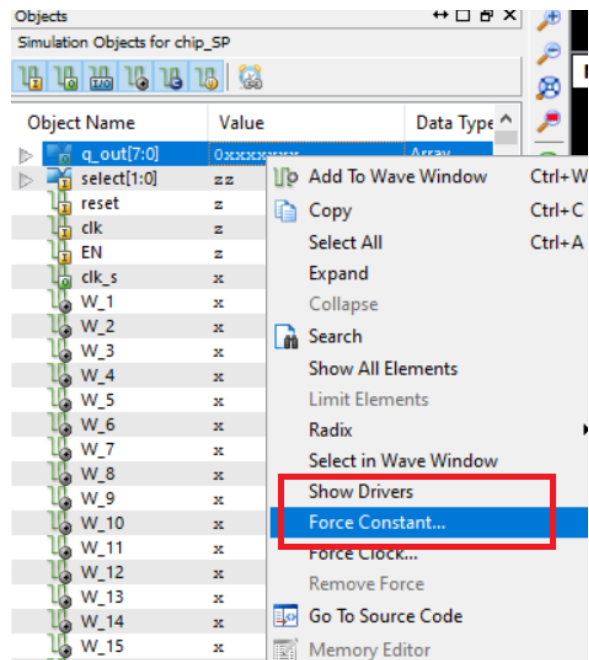 Objects
Simulation Objects for chip_SP
Object Name Value Data Type
q_out[7:0] 0xxxxxxx Array
select[1:0] zz
reset z
clk z
EN z
clk_s x
W_1 x
W_2 x
W_3 x
W_4 x
W_5 x
W_6 x
W_7 x
W_8 x
W_9 x
W_10 x
W_11 x
W_12 x
W_13 x
W_14 x
W_15 x
Add To Wave Window Ctrl+W
Copy Ctrl+C
Select All Ctrl+A
Expand
Collapse
Search
Show All Elements
Limit Elements
Radix
Select in Wave Window
Show Drivers
Force Constant...
Force Clock...
Remove Force
Go To Source Code
Memory Editor